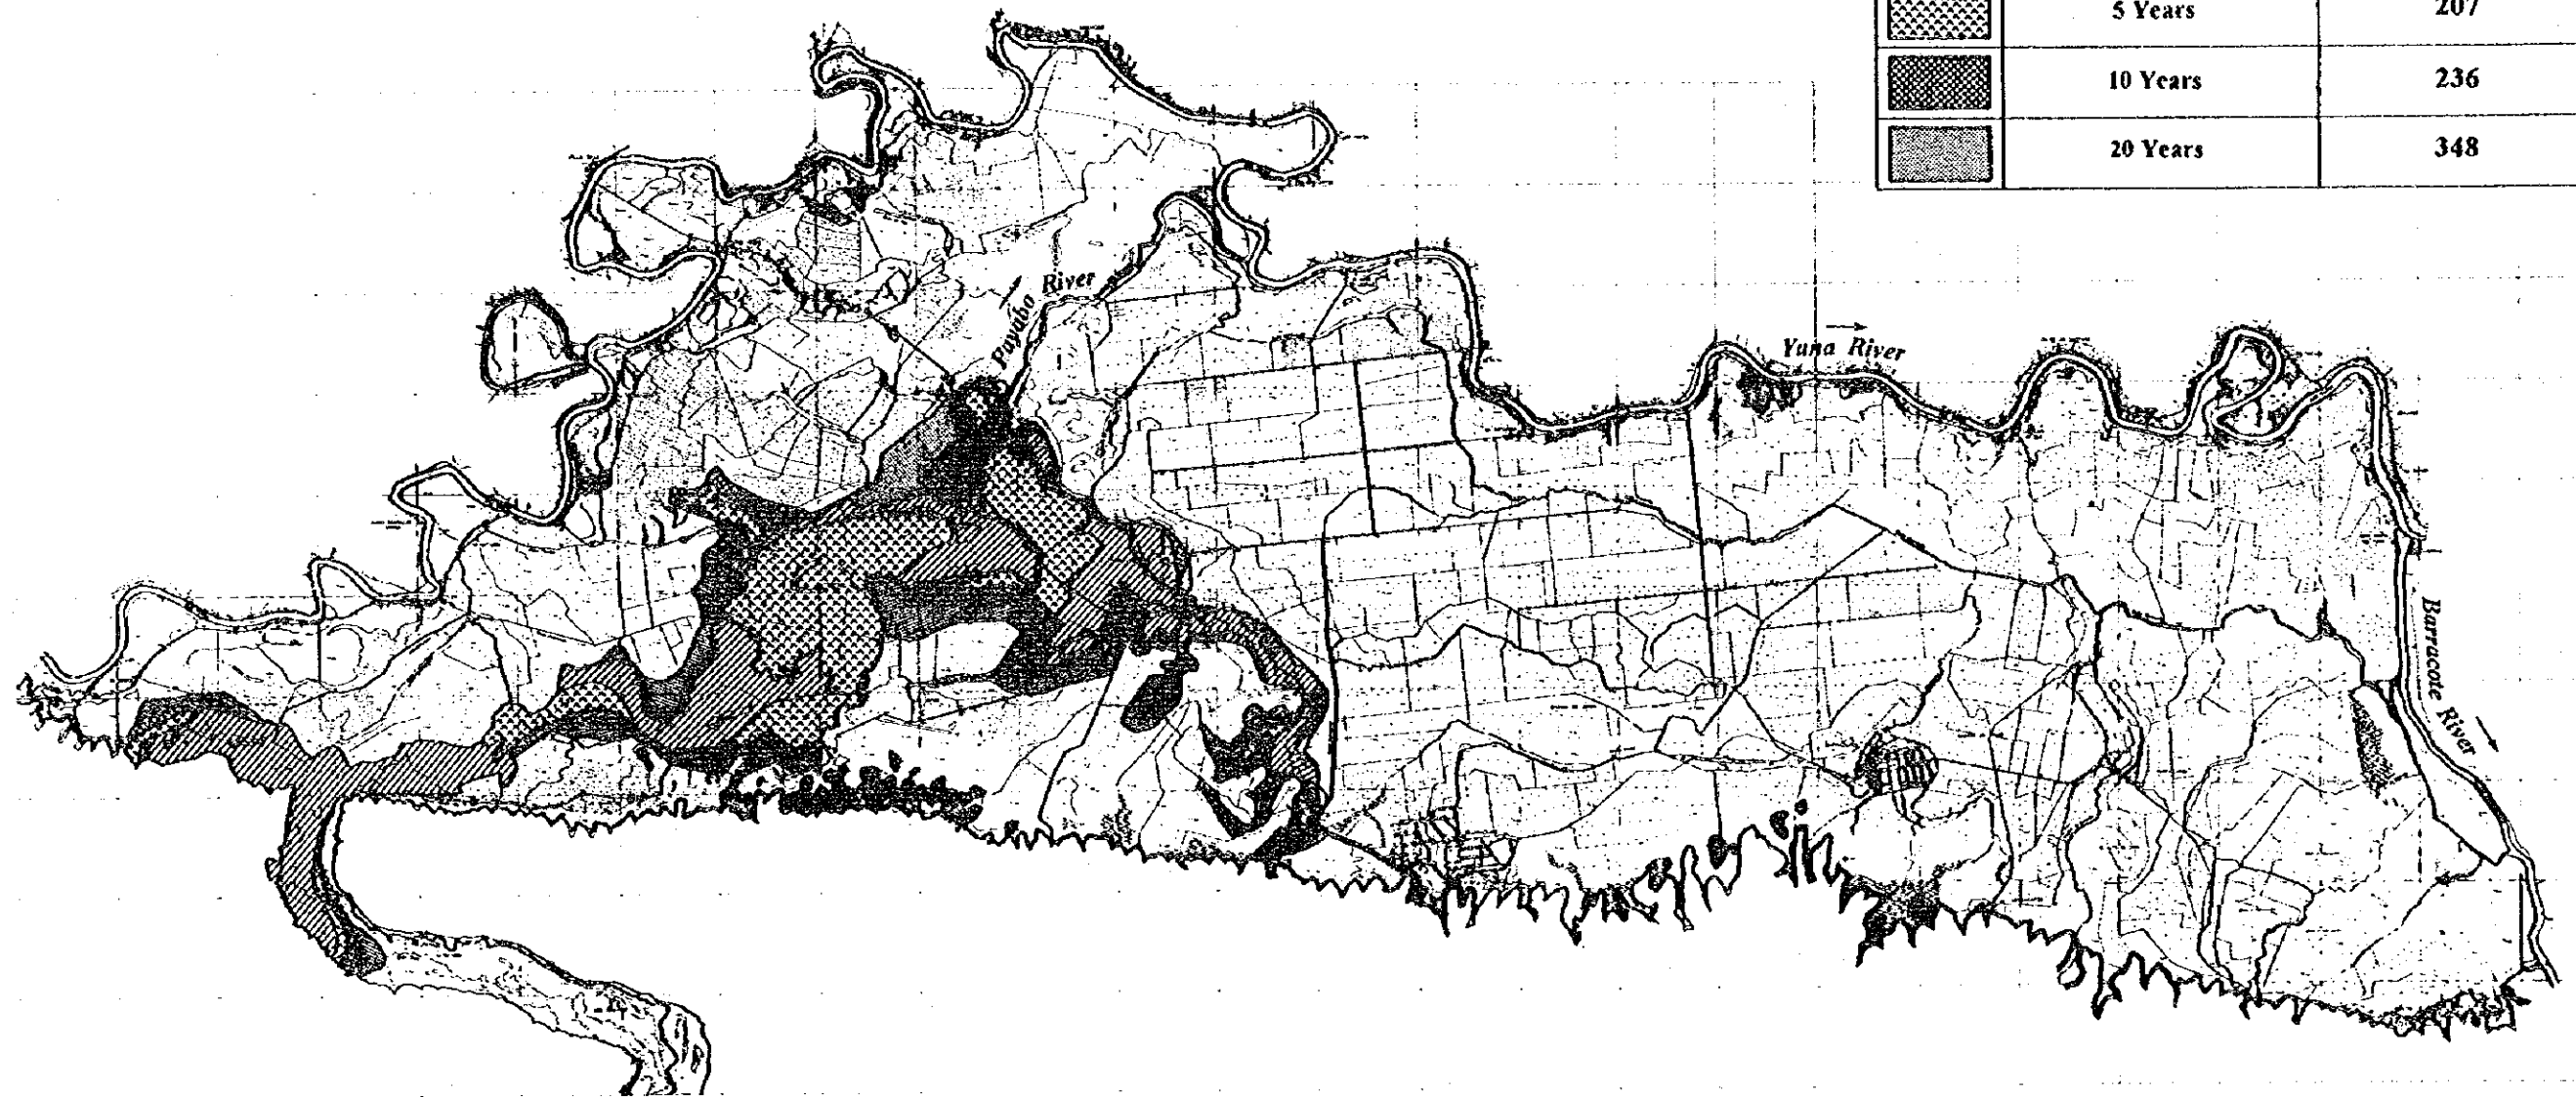 5 Years 207
10 Years 236
20 Years 348
Payabo River
Yuna River
Barracote River